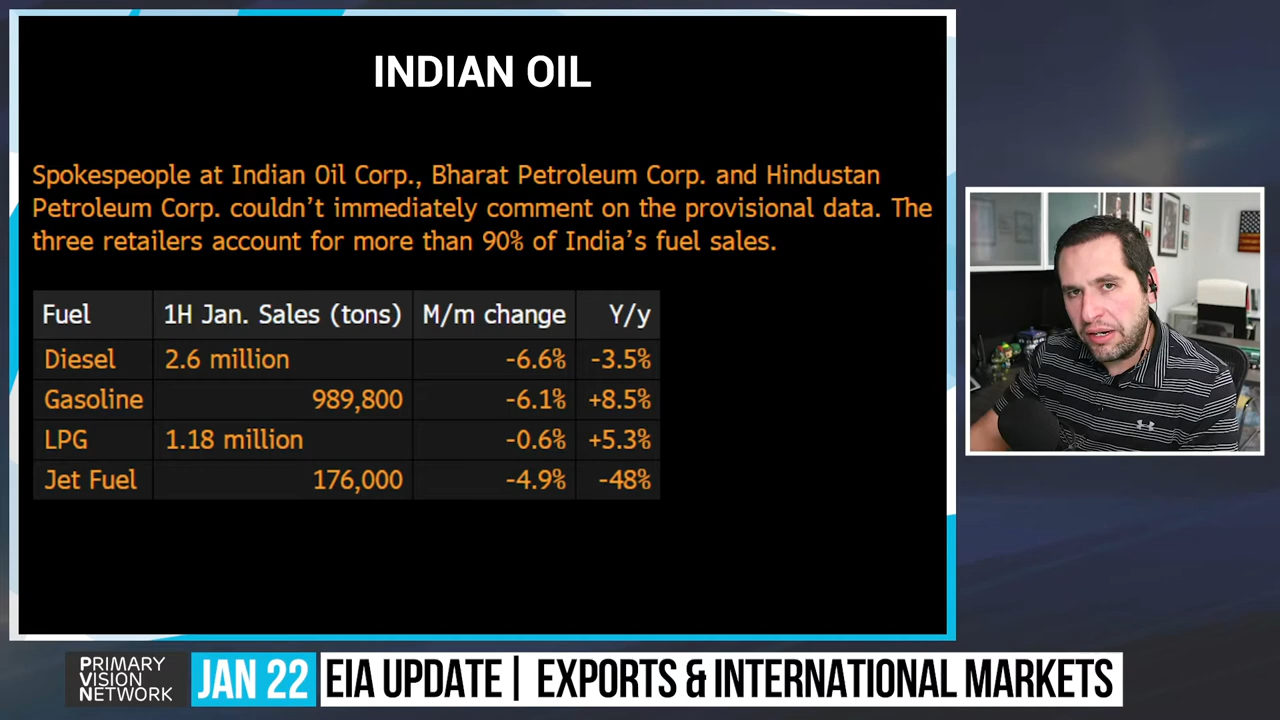 INDIAN OIL
Spokespeople at Indian Oil Corp., Bharat Petroleum Corp. and Hindustan
Petroleum Corp. couldn't immediately comment on the provisional data. The
three retailers account for more than 90% of India's fuel sales.
Fuel 1H Jan. Sales (tons) M/m change Y/y
Diesel 2.6 million -6.6% -3.5%
Gasoline 989,800 -6.1% +8.5%
LPG 1.18 million -0.6% +5.3%
Jet Fuel 176,000 -4.9% -48%
PRIMARY
VISION
NETWORK
JAN 22 EIA UPDATE | EXPORTS & INTERNATIONAL MARKETS